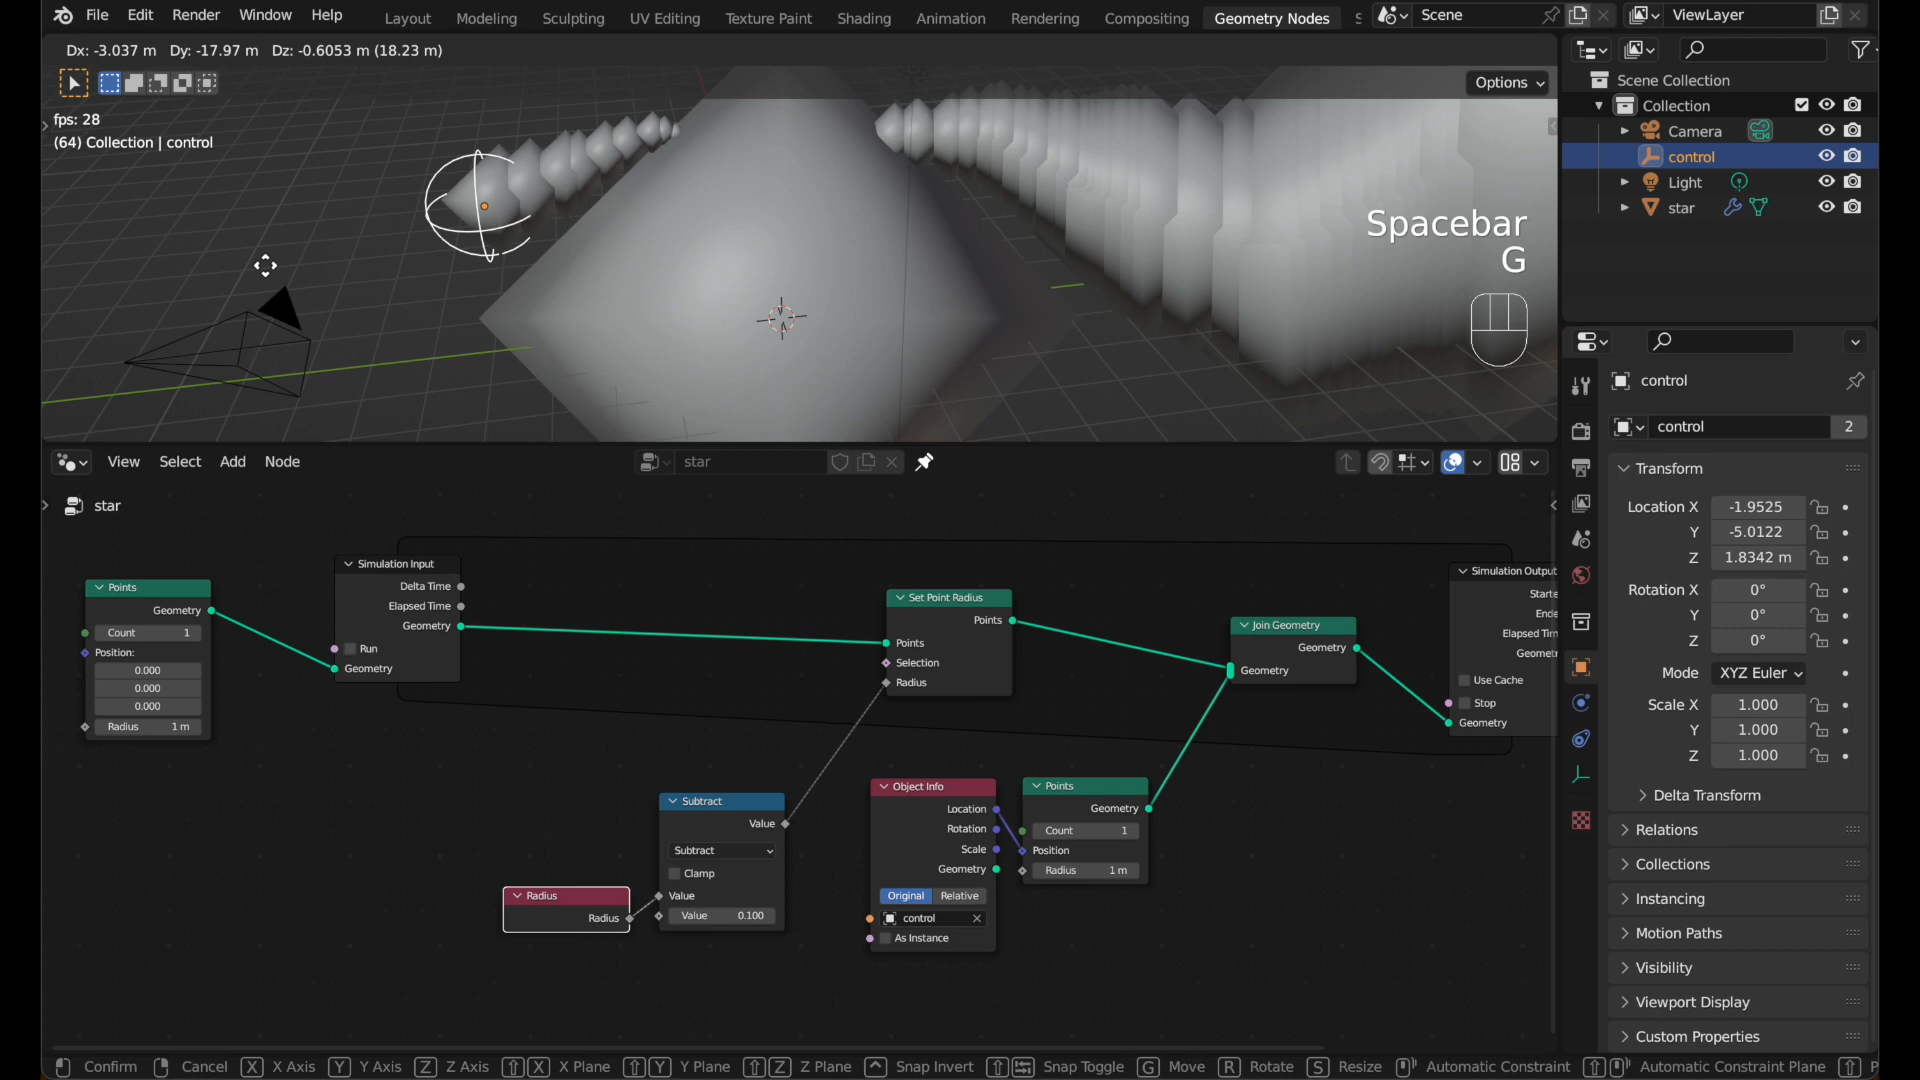 File Edit Render Window Help
Layout Modeling Sculpting UV Editing Texture Paint Shading Animation Rendering Compositing Geometry Nodes S
Scene
ViewLayer
Dx: -3.037 m Dy: -17.97 m Dz: -0.6053 m (18.23 m)
Options
fps: 28
(64) Collection | control
Spacebar
G
Scene Collection
Collection
Camera
control
Light
star
control
control 2
Transform
Location X -1.9525
Y -5.0122
Z 1.8342 m
Rotation X 0°
Y 0°
Z 0°
Mode XYZ Euler
Scale X 1.000
Y 1.000
Z 1.000
Delta Transform
Relations
Collections
Instancing
Motion Paths
Visibility
Viewport Display
Custom Properties
View Select Add Node
star
star
Points
Geometry
Count 1
Position:
0.000
0.000
0.000
Radius 1 m
Simulation Input
Delta Time
Elapsed Time
Geometry
Run
Geometry
Set Point Radius
Points
Points
Selection
Radius
Join Geometry
Geometry
Geometry
Simulation Output
Starte
Ende
Elapsed Tim
Geometr
Use Cache
Stop
Geometry
Subtract
Value
Subtract
Clamp
Value
Value 0.100
Radius
Radius
Object Info
Location
Rotation
Scale
Geometry
Original Relative
control
As Instance
Points
Geometry
Count 1
Position
Radius 1 m
Confirm Cancel X X Axis Y Y Axis Z Z Axis X X Plane Y Y Plane Z Z Plane Snap Invert Snap Toggle G Move R Rotate S Resize Automatic Constraint Automatic Constraint Plane P